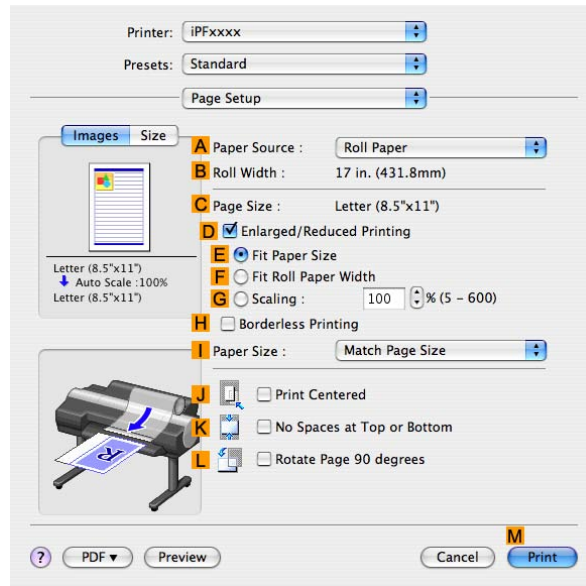 Printer: iPFxxxx
Presets: Standard
Page Setup
Images Size
A Paper Source : Roll Paper
B Roll Width : 17 in. (431.8mm)
C Page Size : Letter (8.5"x11")
D Enlarged/Reduced Printing
E Fit Paper Size
F Fit Roll Paper Width
G Scaling : 100 % (5 - 600)
H Borderless Printing
I Paper Size : Match Page Size
Letter (8.5"x11")
Auto Scale :100%
Letter (8.5"x11")
J Print Centered
K No Spaces at Top or Bottom
L Rotate Page 90 degrees
R
M
? PDF Preview Cancel Print